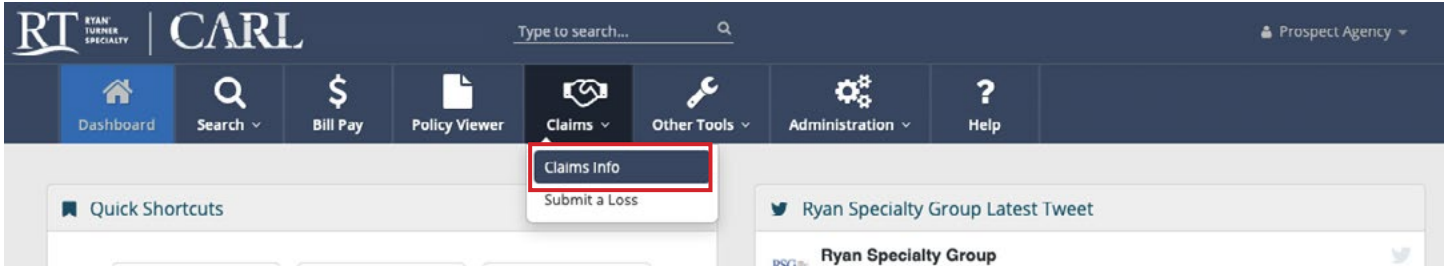 RT RYAN TURNER SPECIALTY CARL
Type to search...
Prospect Agency
Dashboard
Search
$
Bill Pay
Policy Viewer
Claims
Other Tools
Administration
?
Help
Claims Info
Submit a Loss
Quick Shortcuts
Ryan Specialty Group Latest Tweet
RSG
Ryan Specialty Group